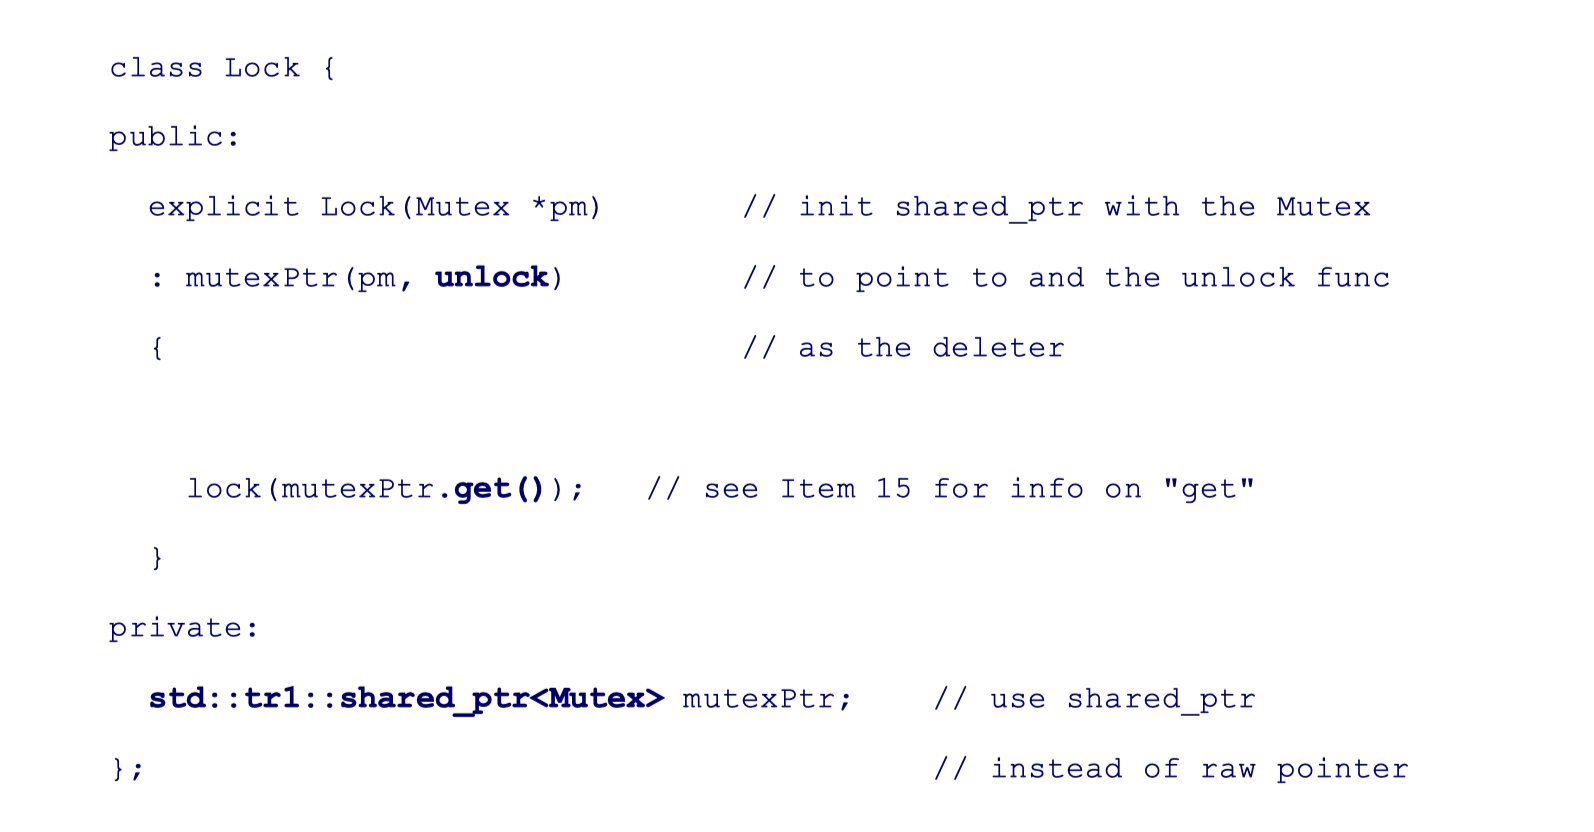 class Lock {
public:
  explicit Lock(Mutex *pm)       // init shared_ptr with the Mutex
  : mutexPtr(pm, unlock)         // to point to and the unlock func
  {                              // as the deleter
    lock(mutexPtr.get());   // see Item 15 for info on "get"
  }
private:
  std::tr1::shared_ptr<Mutex> mutexPtr;    // use shared_ptr
};                                         // instead of raw pointer